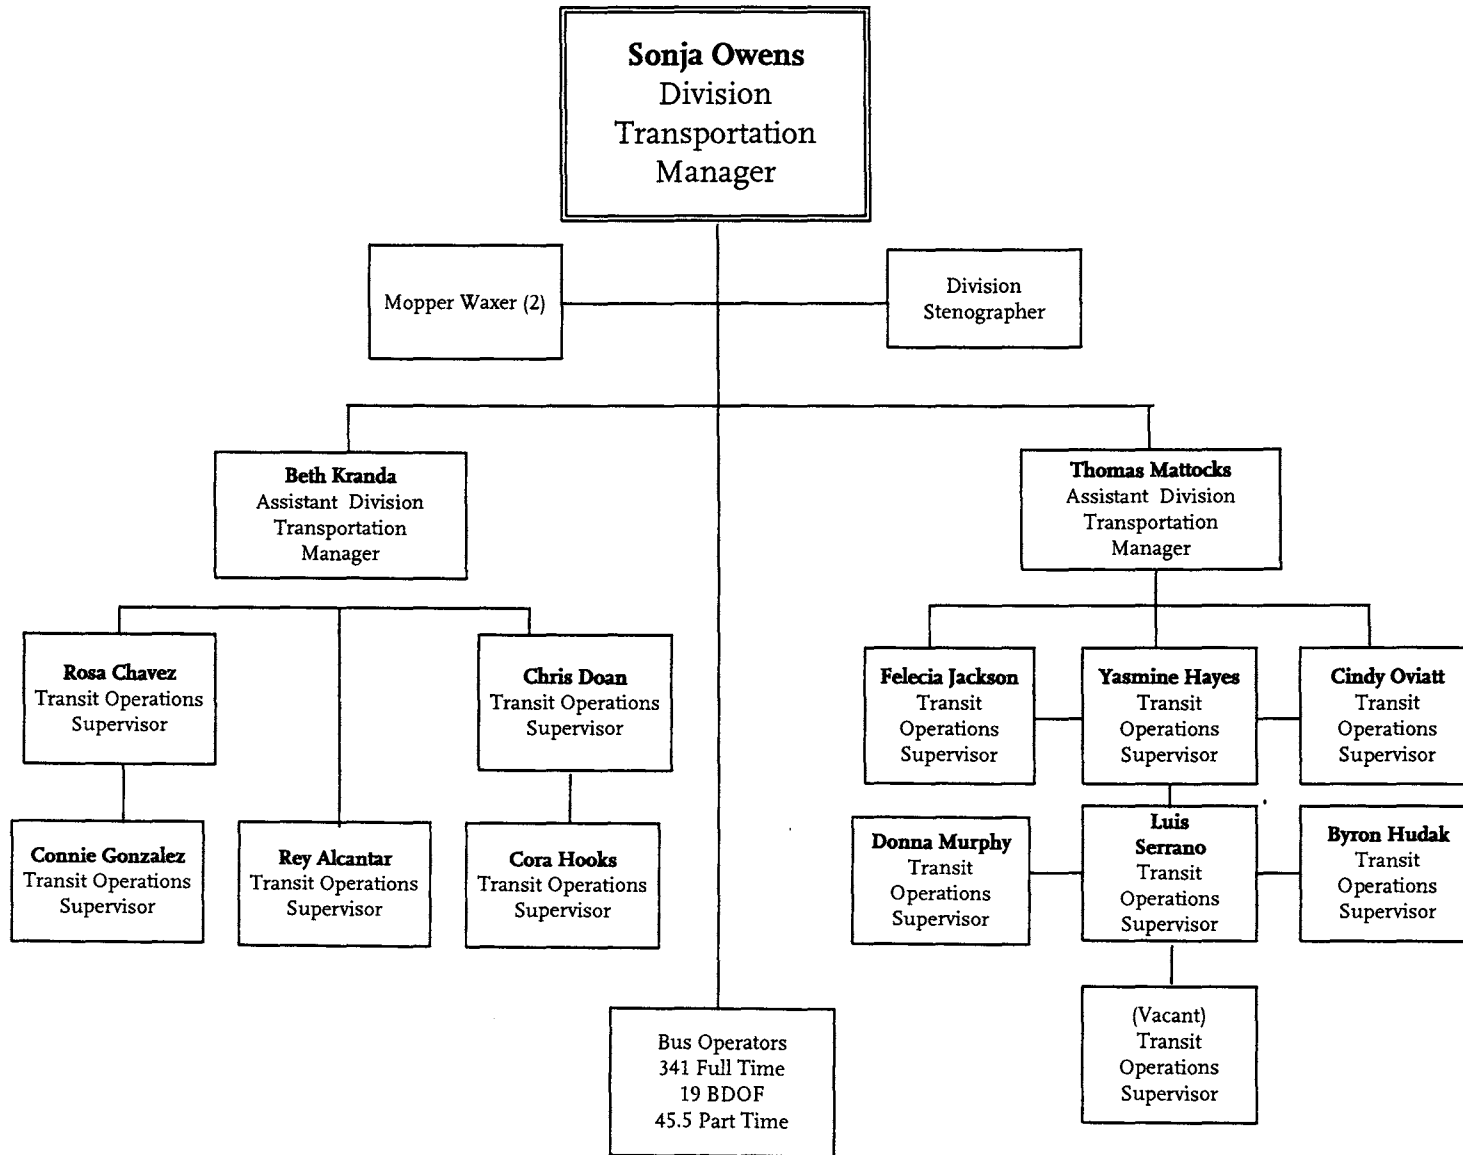 Sonja Owens
Division
Transportation
Manager
Mopper Waxer (2)
Division
Stenographer
Beth Kranda
Assistant Division
Transportation
Manager
Thomas Mattocks
Assistant Division
Transportation
Manager
Rosa Chavez
Transit Operations
Supervisor
Chris Doan
Transit Operations
Supervisor
Felecia Jackson
Transit
Operations
Supervisor
Yasmine Hayes
Transit
Operations
Supervisor
Cindy Oviatt
Transit
Operations
Supervisor
Connie Gonzalez
Transit Operations
Supervisor
Rey Alcantar
Transit Operations
Supervisor
Cora Hooks
Transit Operations
Supervisor
Donna Murphy
Transit
Operations
Supervisor
Luis
Serrano
Transit
Operations
Supervisor
Byron Hudak
Transit
Operations
Supervisor
Bus Operators
341 Full Time
19 BDOF
45.5 Part Time
(Vacant)
Transit
Operations
Supervisor